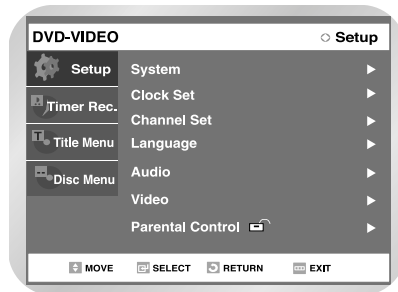 DVD-VIDEO
Setup
Setup
System
Clock Set
Timer Rec.
Channel Set
Title Menu
Language
Disc Menu
Audio
Video
Parental Control
MOVE
SELECT
RETURN
EXIT